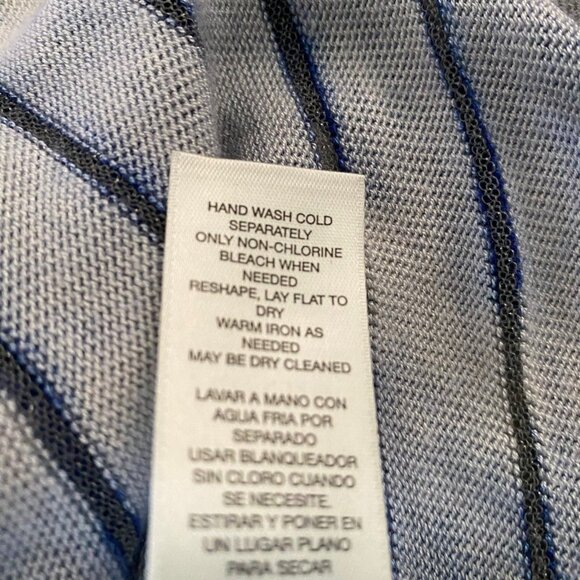 HAND WASH COLD
SEPARATELY
ONLY NON-CHLORINE
BLEACH WHEN
NEEDED
RESHAPE, LAY FLAT TO
DRY
WARM IRON AS
NEEDED
MAY BE DRY CLEANED
LAVAR A MANO CON
AGUA FRIA POR
SEPARADO
USAR BLANQUEADOR
SIN CLORO CUANDO
SE NECESITE.
ESTIRAR Y PONER EN
UN LUGAR PLANO
PARA SECAR